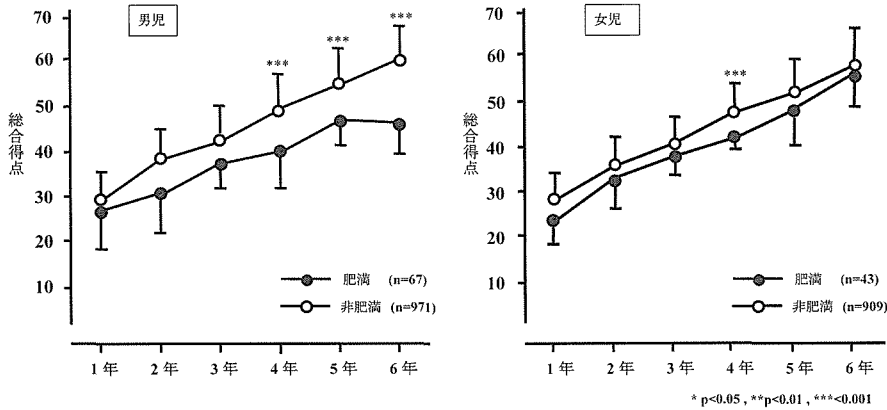 男児
総合得点
70
60
50
40
30
20
10
***
***
***
肥満 (n=67)
非肥満 (n=971)
1年 2年 3年 4年 5年 6年
女児
総合得点
70
60
50
40
30
20
10
***
肥満 (n=43)
非肥満 (n=909)
1年 2年 3年 4年 5年 6年
* p<0.05 , **p<0.01 , ***<0.001